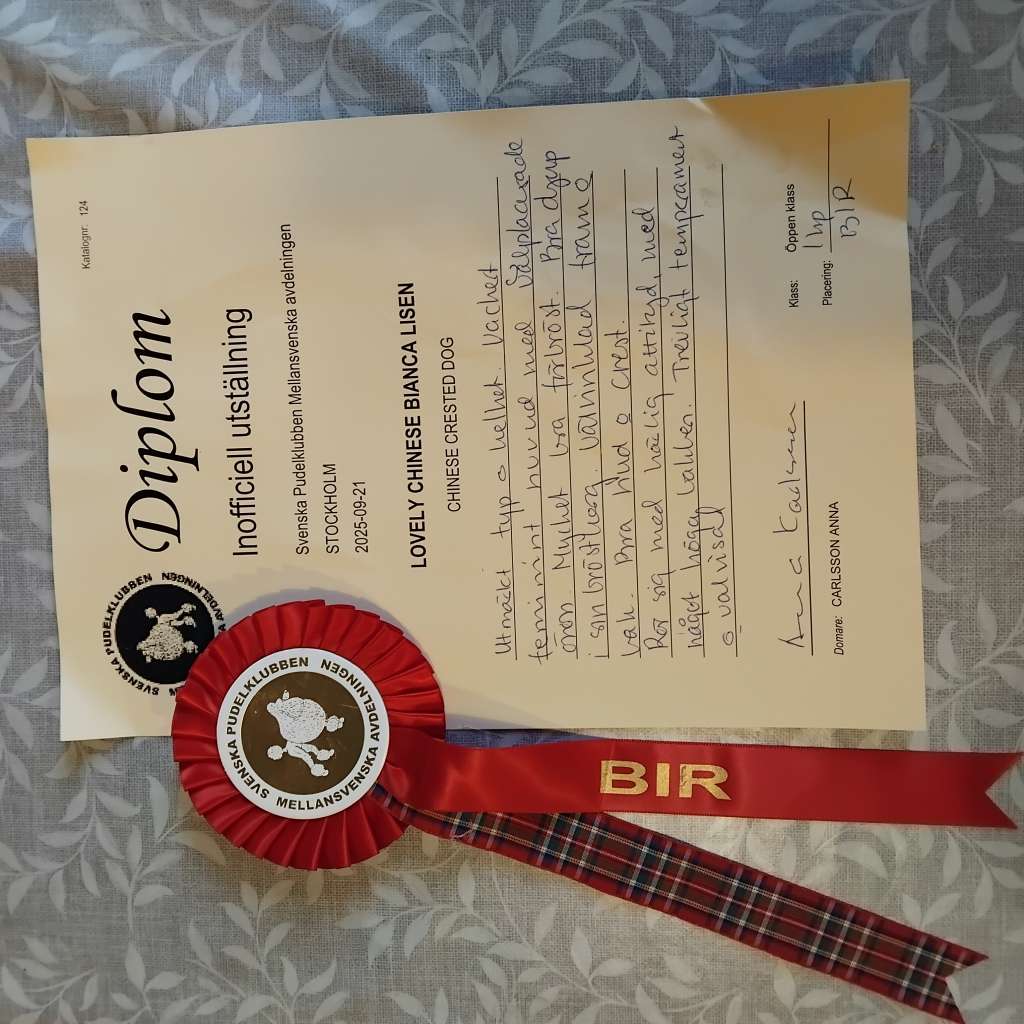 Katalognr: 124
SVENSKA PUDELKLUBBEN
AVDELNINGEN
Diplom
Inofficiell utställning
Svenska Pudelklubben Mellansvenska avdelningen
STOCKHOLM
2025-09-21
LOVELY CHINESE BIANCA LISEN
CHINESE CRESTED DOG
Utmärkt typ o helhet. Vackert
feminint huvud med välplacerade
öron. Mycket bra förbröst. Bra djup
i sin bröstkorg. Välvinklad fram o
bak. Bra hud o crest.
Rör sig med härlig attityd, med
något höga hakben. Trevligt temperament
o välvisad
Anna Carlsson
Domare: CARLSSON ANNA
Klass: Öppen klass
Placering: 1 hp
BIR
SVENSKA PUDELKLUBBEN
MELLANSVENSKA AVDELNINGEN
BIR